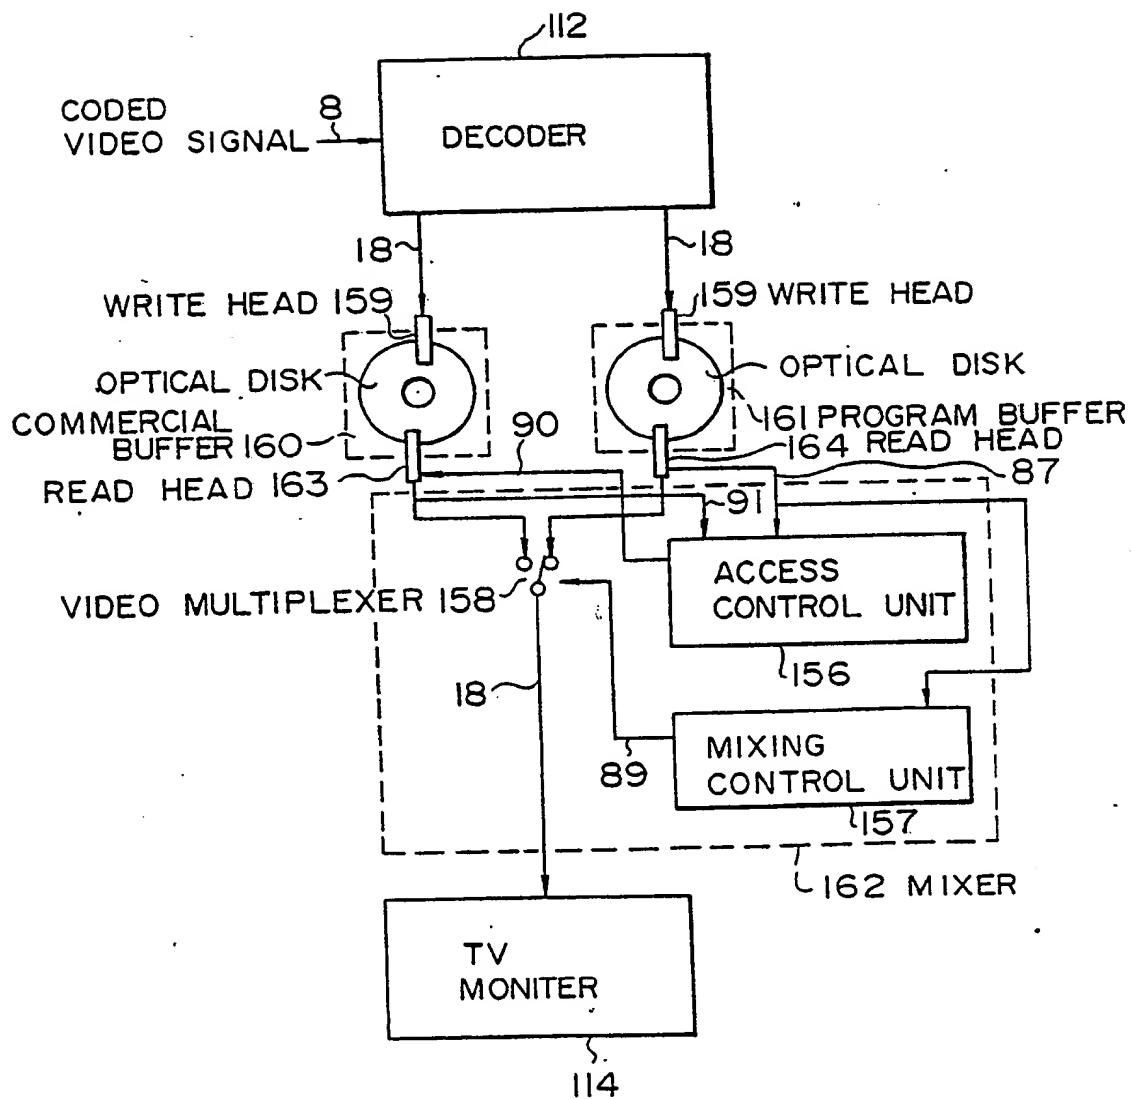 112
CODED
VIDEO SIGNAL
8
DECODER
18
18
WRITE HEAD 159
159 WRITE HEAD
OPTICAL DISK
OPTICAL DISK
COMMERCIAL
BUFFER 160
161 PROGRAM BUFFER
90
164 READ HEAD
READ HEAD 163
87
91
ACCESS
CONTROL UNIT
VIDEO MULTIPLEXER 158
156
18
MIXING
CONTROL UNIT
89
157
162 MIXER
TV
MONITER
114